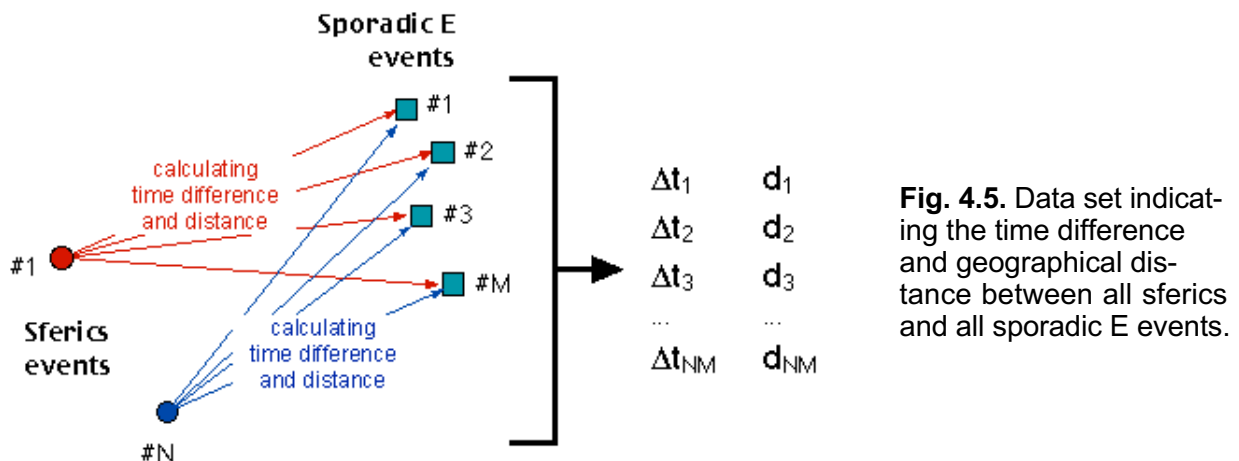 Sporadic E
events
#1
#2
#3
#M
calculating
time difference
and distance
#1
Sferics
events
calculating
time difference
and distance
#N
Δt₁ d₁
Δt₂ d₂
Δt₃ d₃
... ...
Δt_NM d_NM
Fig. 4.5. Data set indicat-
ing the time difference
and geographical dis-
tance between all sferics
and all sporadic E events.